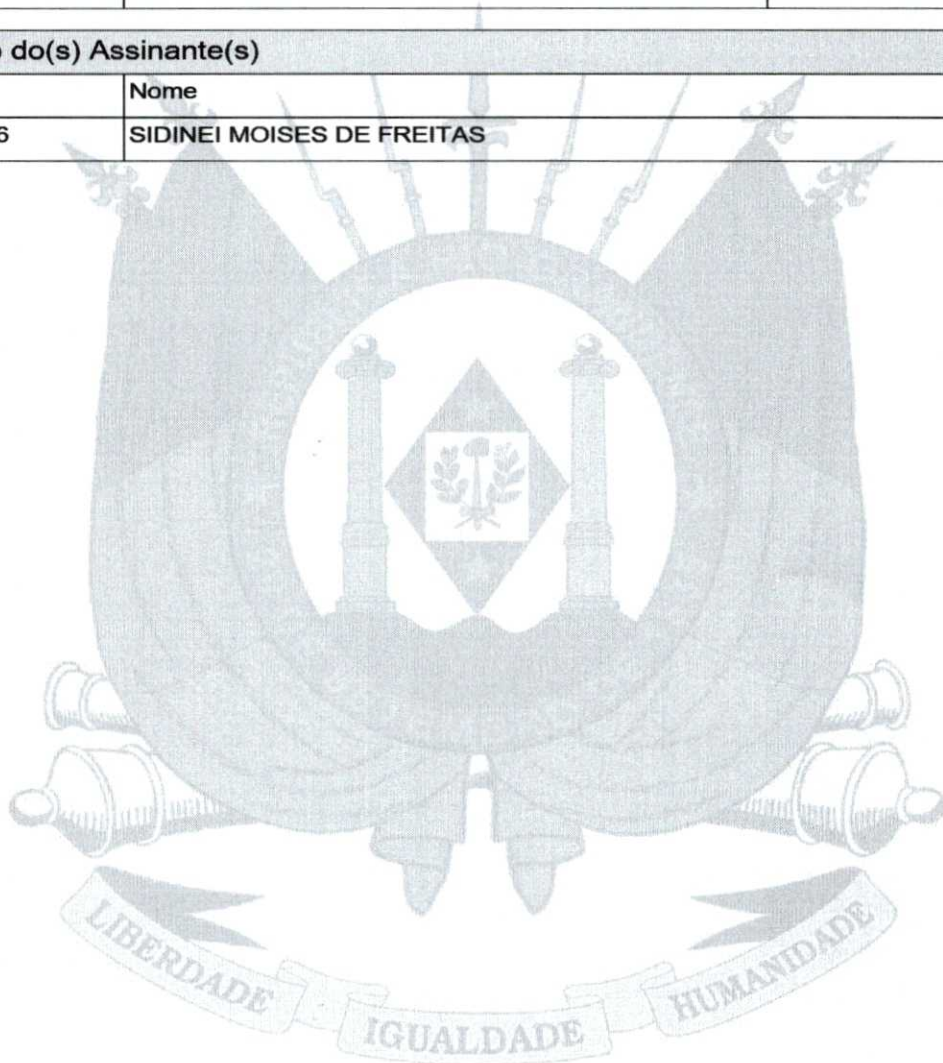 do(s) Assinante(s)
Nome
6 SIDINEI MOISES DE FREITAS
LIBERDADE
IGUALDADE
HUMANIDADE